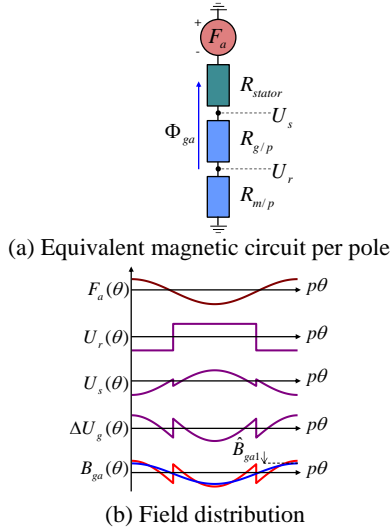 +
F_a
-
R_stator
U_s
Φ_ga
R_g/p
U_r
R_m/p
(a) Equivalent magnetic circuit per pole
F_a(θ)
pθ
U_r(θ)
pθ
U_s(θ)
pθ
ΔU_g(θ)
pθ
B̂_ga1
B_ga(θ)
pθ
(b) Field distribution